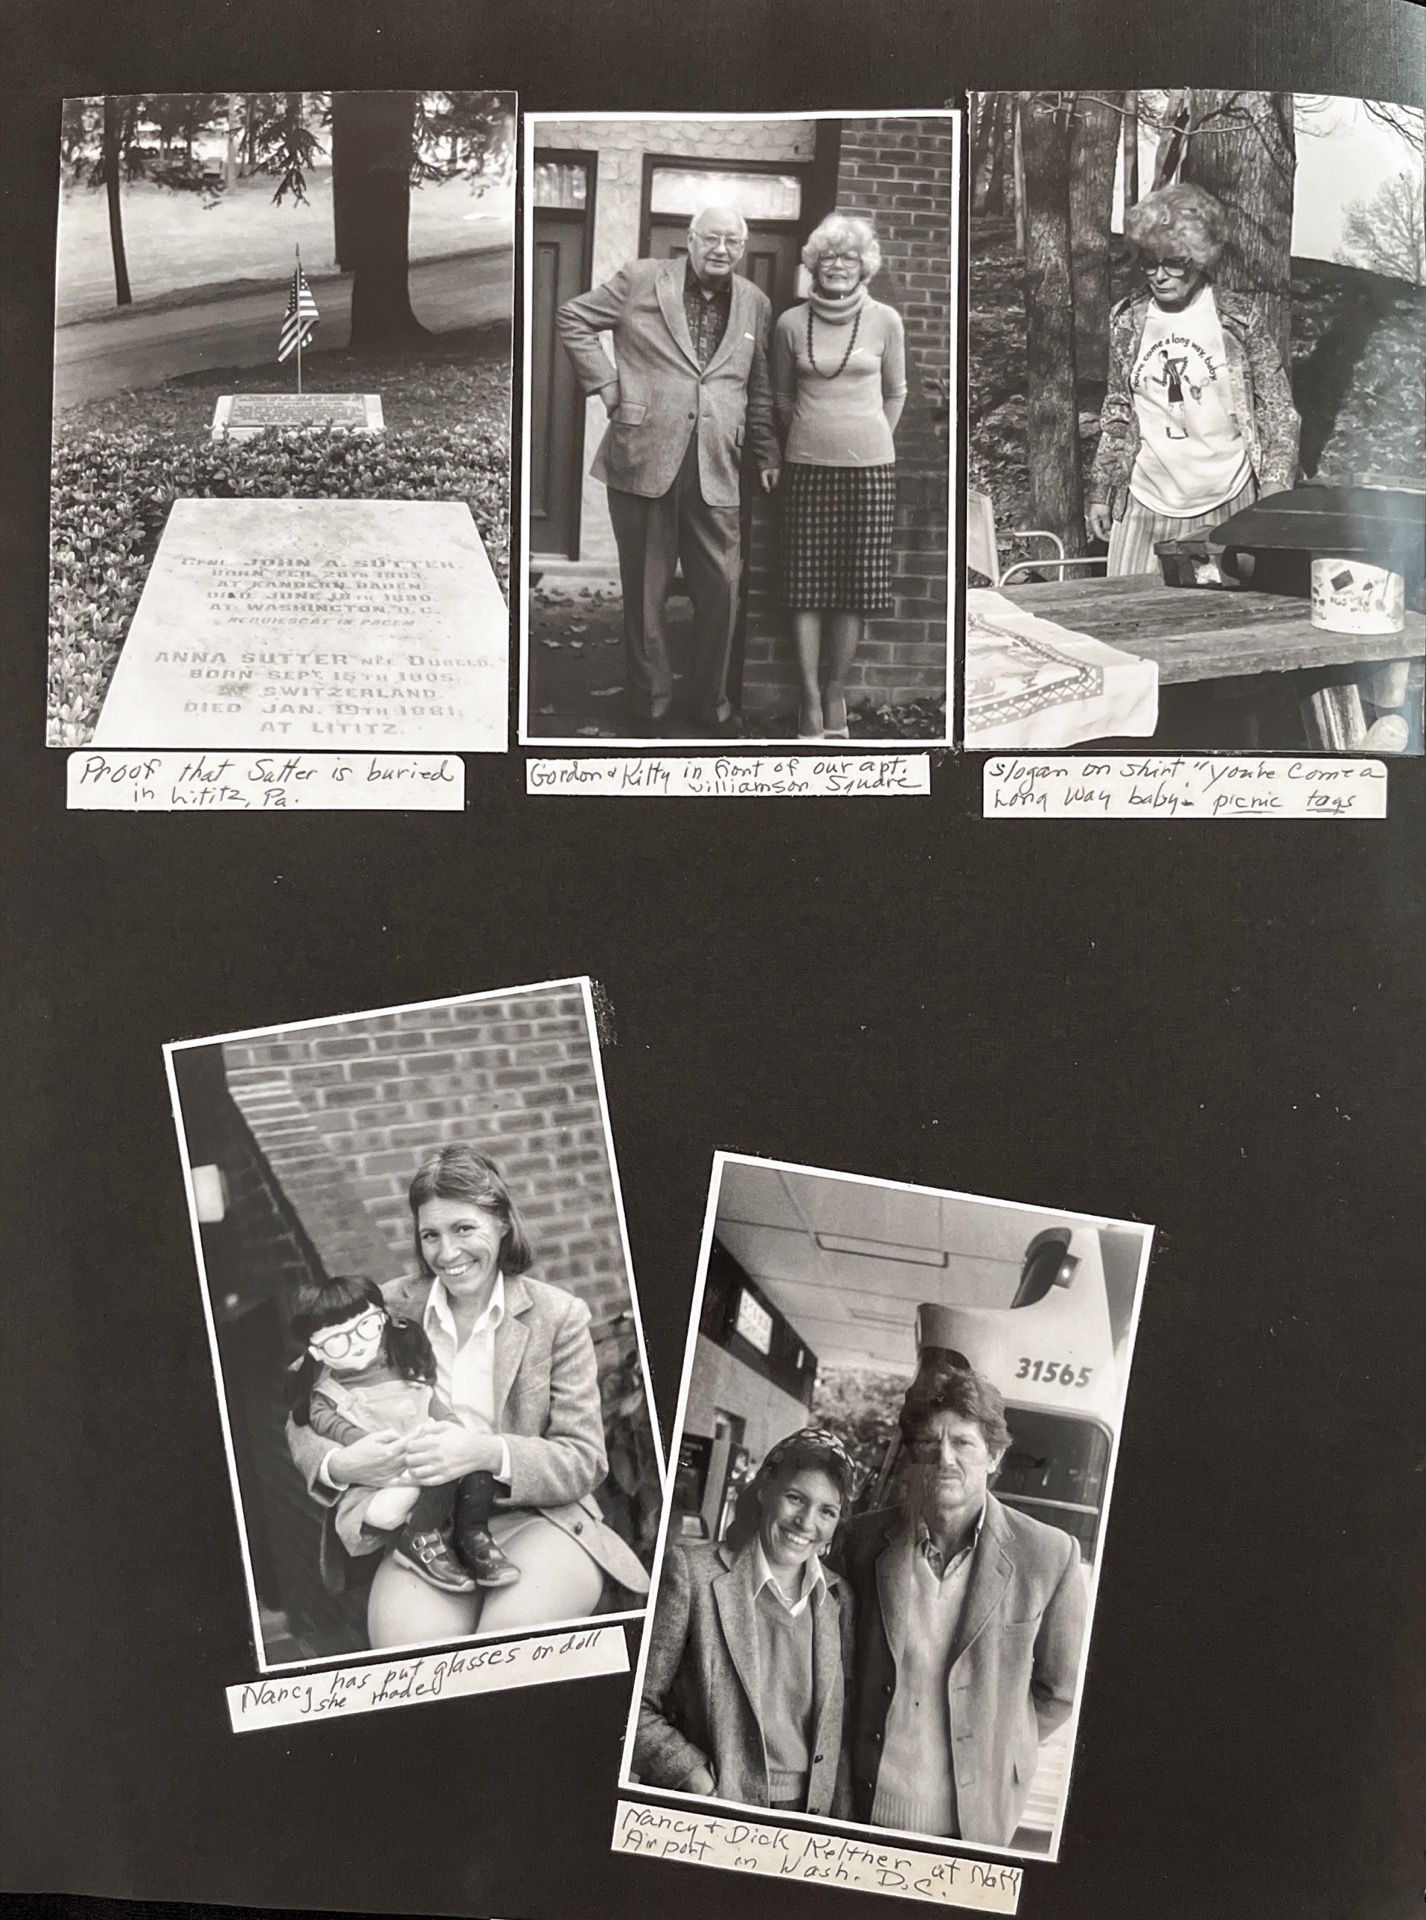 GENL. JOHN A. SUTTER.
BORN FEB. 28TH 1803.
AT KANDERN, BADEN.
DIED JUNE 18TH 1880.
AT WASHINGTON, D.C.
REQUIESCAT IN PACEM
ANNA SUTTER NÉE DÜBELD.
BORN SEPT. 15TH 1805.
SWITZERLAND.
DIED JAN. 19TH 1881.
AT LITITZ.
Proof that Sutter is buried
in Lititz, Pa.
Gordon & Kitty in front of our apt.
Williamson Square
you've come a long way, baby
Slogan on shirt "You've Come a
Long Way baby" picnic togs
Nancy has put glasses on doll
she made
31565
Nancy + Dick Keltner at Nat'l
Airport in Wash. D.C.